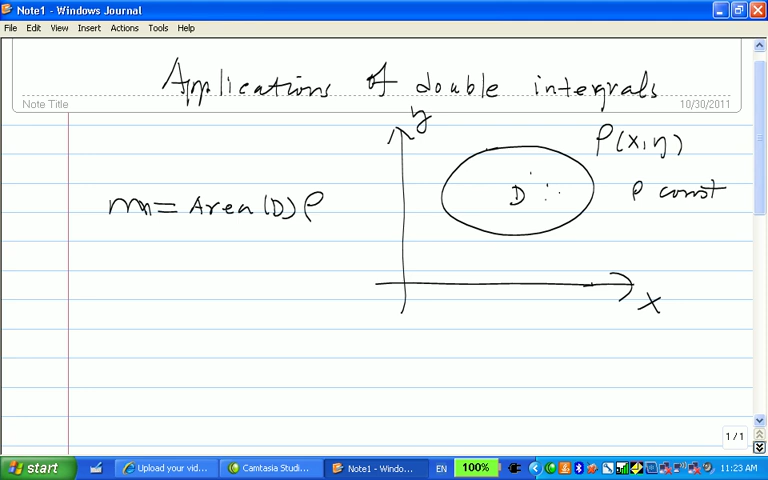 Note1 - Windows Journal
File Edit View Insert Actions Tools Help
Applications of double integrals
Note Title
10/30/2011
y
ρ(x,y)
D
ρ const
m = Area(D) ρ
x
1/1
start
Upload your vid...
Camtasia Studi...
Note1 - Windo...
EN
100%
11:23 AM